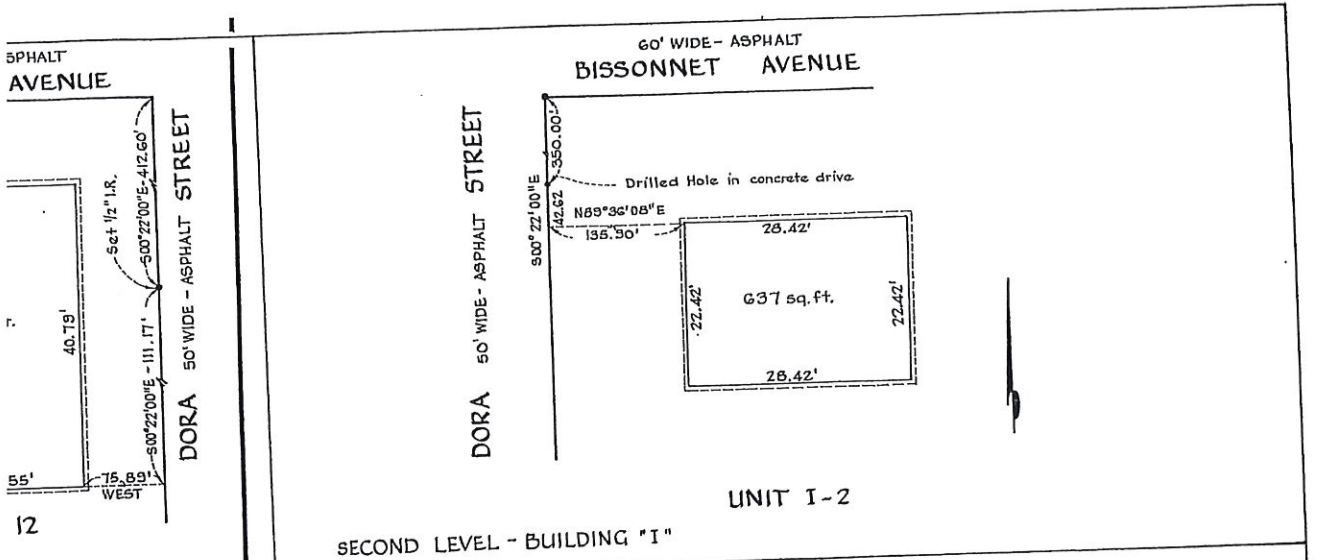 SPHALT
AVENUE
S00°22'00"E-412.60'
Set 1/2" I.R.
DORA 50' WIDE - ASPHALT STREET
40.79'
S00°22'00"E - 111.17'
55'
75.89'
WEST
12
60' WIDE - ASPHALT
BISSONNET AVENUE
DORA 50' WIDE - ASPHALT STREET
350.00'
Drilled Hole in concrete drive
S00°22'00"E
142.62
N89°36'08"E
135.90'
28.42'
22.42'
637 sq.ft.
22.42'
28.42'
UNIT I-2
SECOND LEVEL - BUILDING "I"